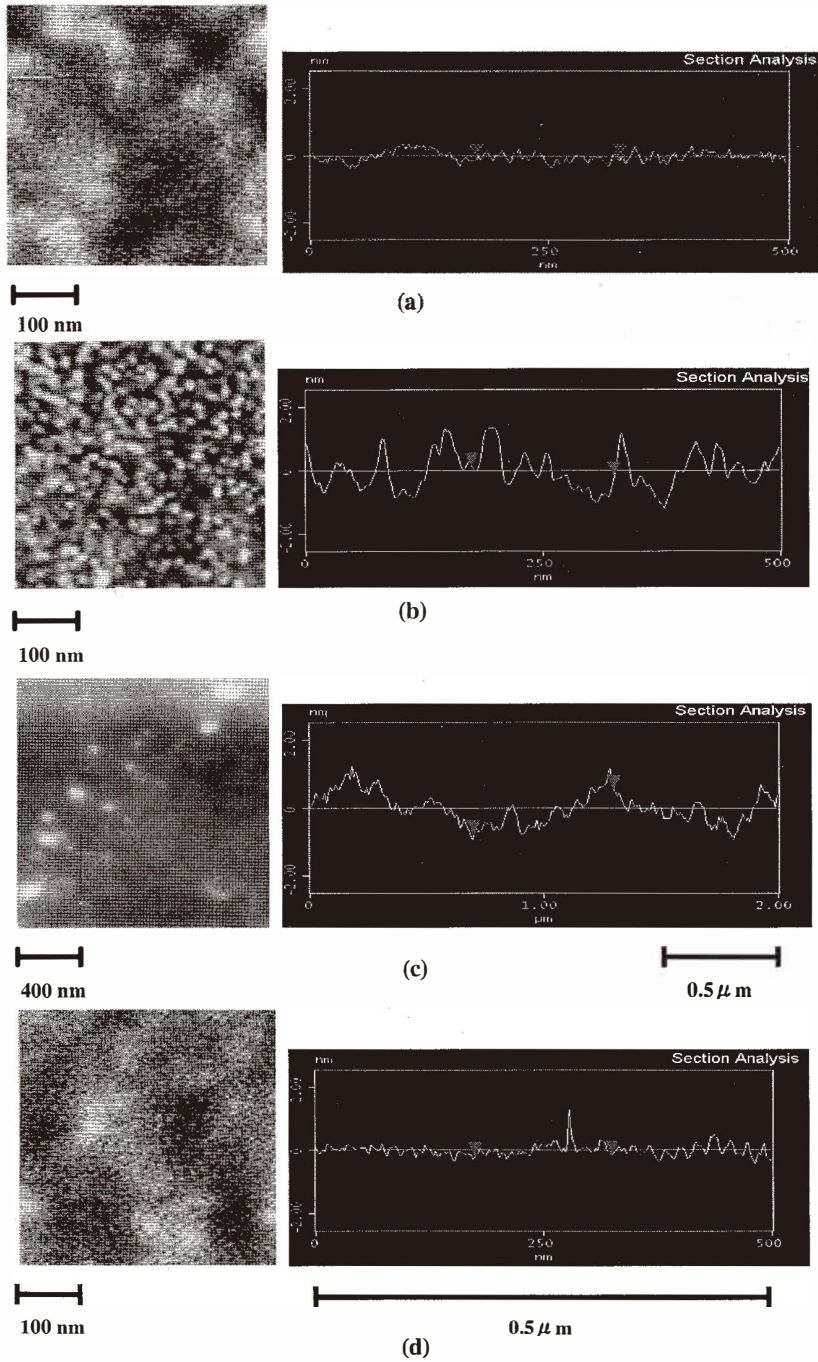 Section Analysis
nm
2.00
0
-2.00
0
250
500
nm
100 nm
(a)
Section Analysis
nm
2.00
0
-2.00
0
250
500
nm
100 nm
(b)
Section Analysis
nm
2.00
0
-2.00
0
1.00
2.00
μm
400 nm
(c)
0.5 μ m
Section Analysis
nm
2.00
0
-2.00
0
250
500
nm
100 nm
0.5 μ m
(d)